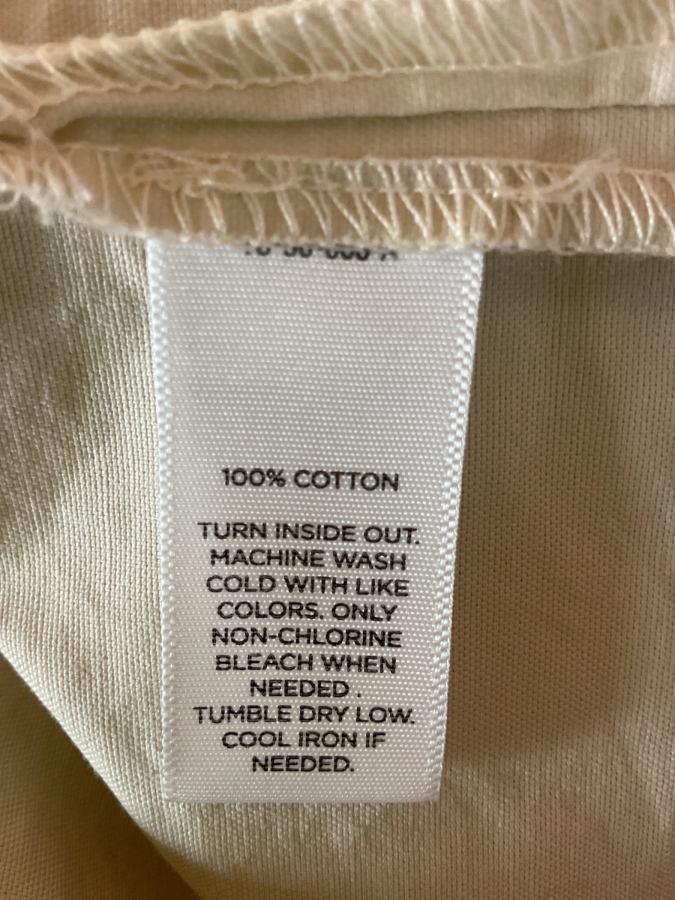 100% COTTON
TURN INSIDE OUT.
MACHINE WASH
COLD WITH LIKE
COLORS. ONLY
NON-CHLORINE
BLEACH WHEN
NEEDED .
TUMBLE DRY LOW.
COOL IRON IF
NEEDED.